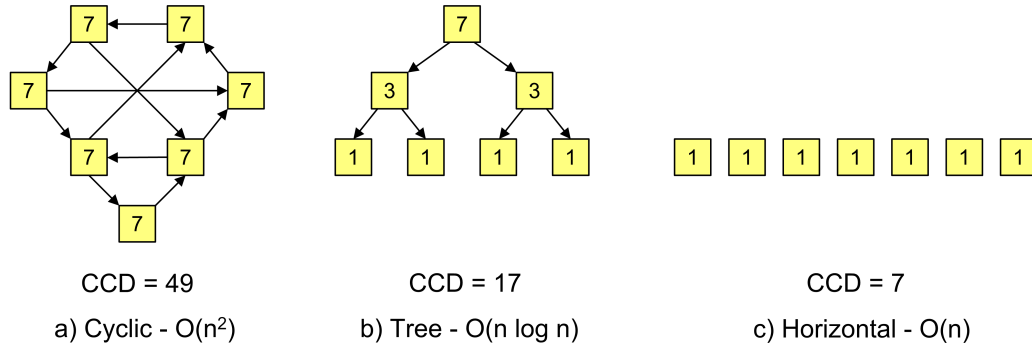 7 7 7
7 7 3 3
7 7 1 1 1 1 1 1 1 1 1 1 1
7
CCD = 49 CCD = 17 CCD = 7
a) Cyclic - O(n²) b) Tree - O(n log n) c) Horizontal - O(n)